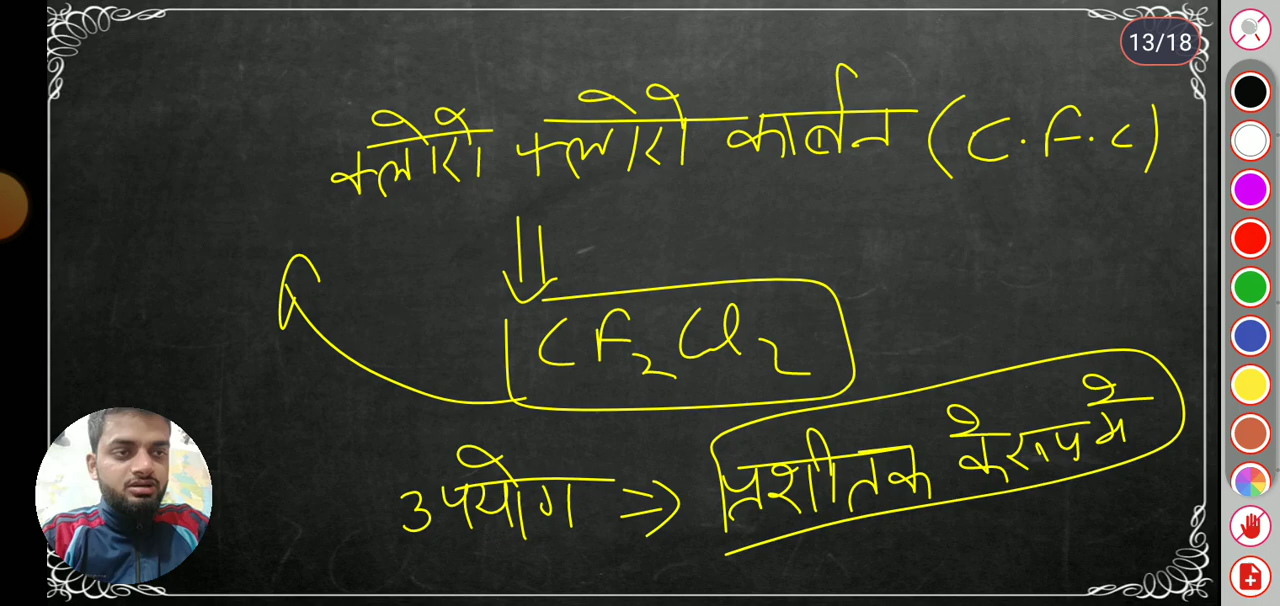 13/18
क्लोरो फ्लोरो कार्बन (C.F.C)
CF₂Cl₂
उपयोग ⇒ प्रशीतक के रूप में